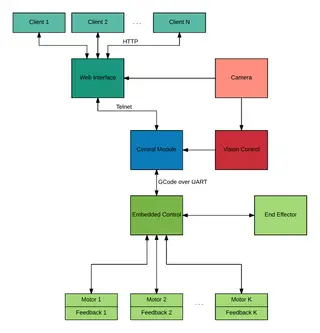 Client 1
Client 2
. . .
Client N
HTTP
Web Interface
Camera
Telnet
Central Module
Vision Control
GCode over UART
Embedded Control
End Effector
Motor 1
Feedback 1
Motor 2
Feedback 2
. . .
Motor K
Feedback K